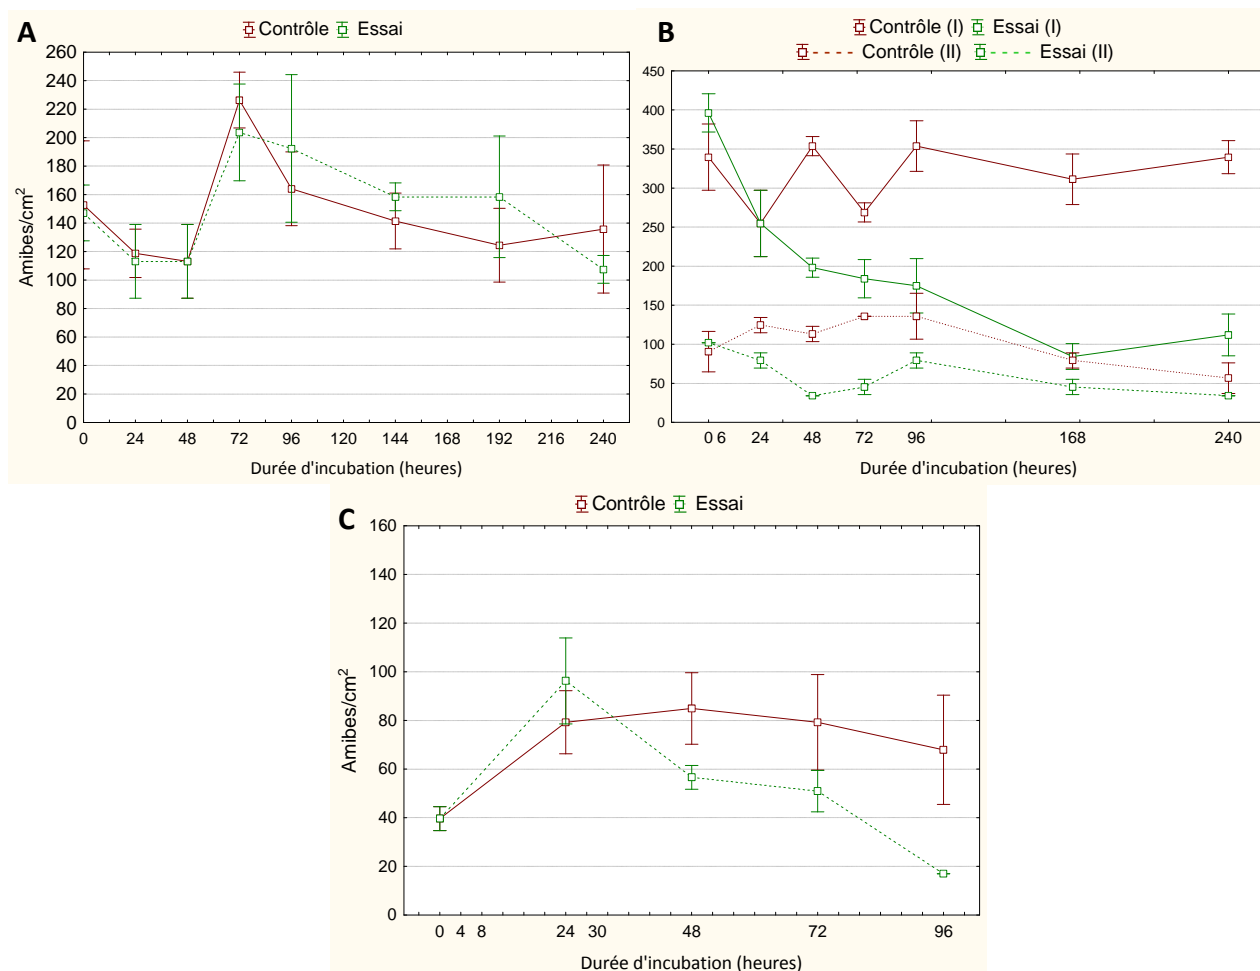 A
Contrôle Essai
260
240
220
200
180
160
140
120
100
80
60
40
20
0
Amibes/cm2
0 24 48 72 96 120 144 168 192 216 240
Durée d'incubation (heures)
B
Contrôle (I) Essai (I)
Contrôle (II) Essai (II)
450
400
350
300
250
200
150
100
50
0
0 6 24 48 72 96 168 240
Durée d'incubation (heures)
C
Contrôle Essai
160
140
120
100
80
60
40
20
0
Amibes/cm2
0 4 8 24 30 48 72 96
Durée d'incubation (heures)